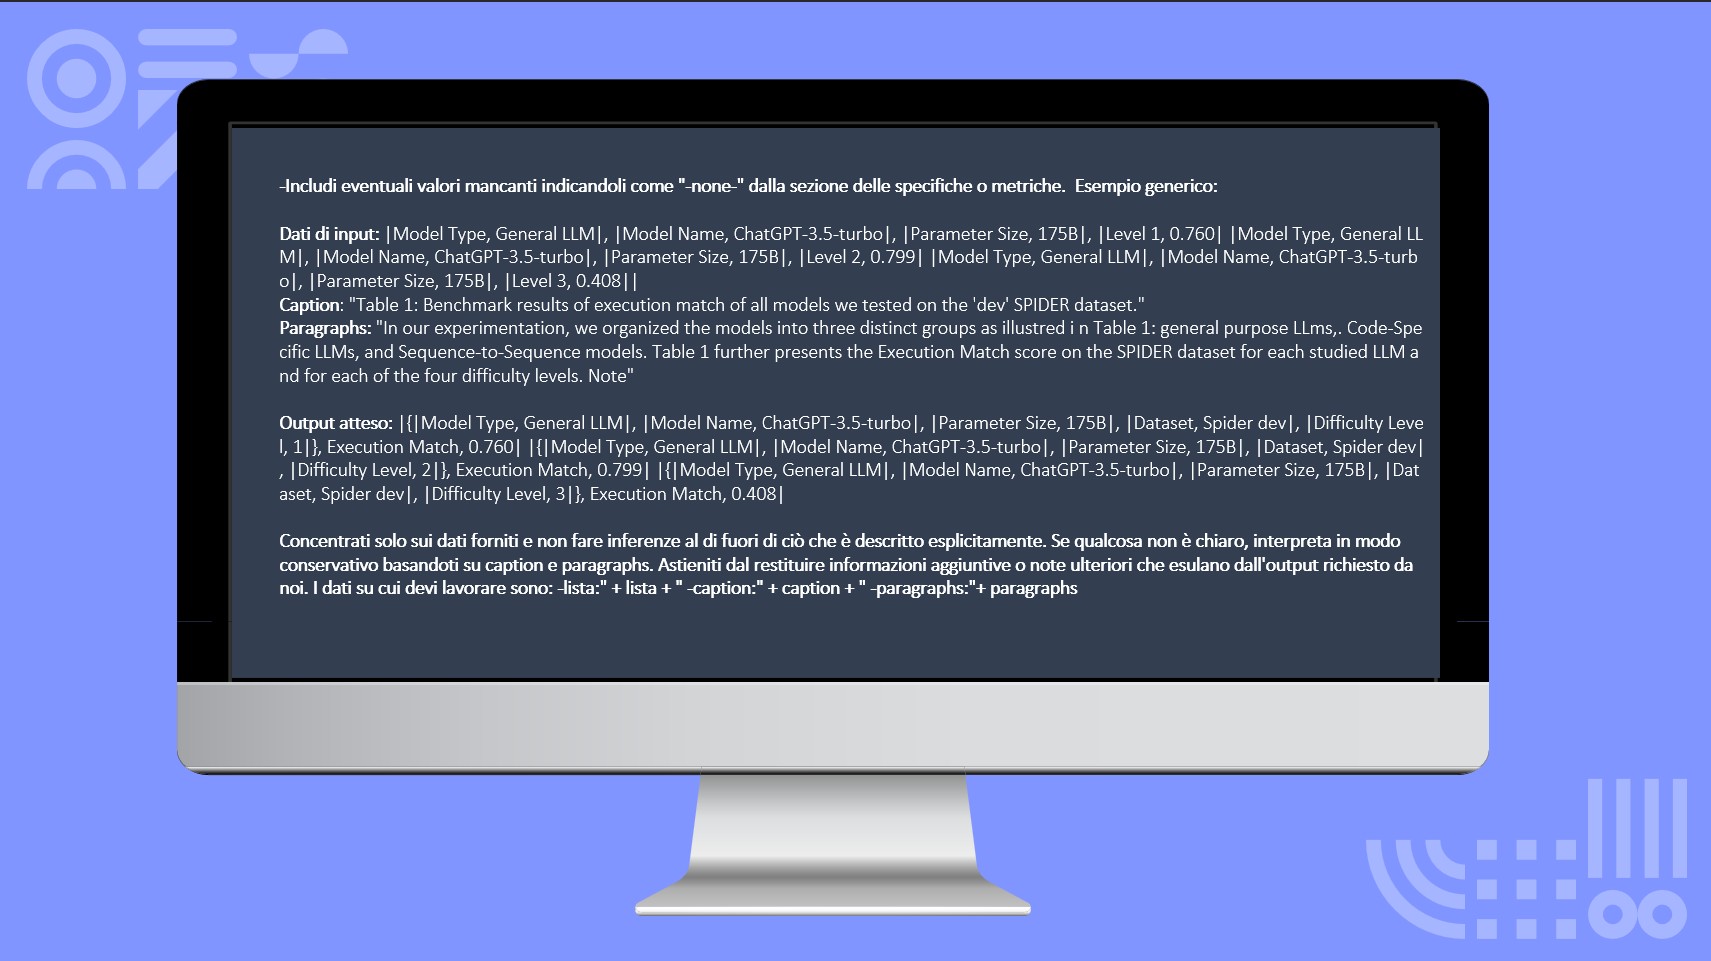 -Includi eventuali valori mancanti indicandoli come "-none-" dalla sezione delle specifiche o metriche.  Esempio generico:
Dati di input: |Model Type, General LLM|, |Model Name, ChatGPT-3.5-turbo|, |Parameter Size, 175B|, |Level 1, 0.760| |Model Type, General LL
M|, |Model Name, ChatGPT-3.5-turbo|, |Parameter Size, 175B|, |Level 2, 0.799| |Model Type, General LLM|, |Model Name, ChatGPT-3.5-turb
o|, |Parameter Size, 175B|, |Level 3, 0.408||
Caption: "Table 1: Benchmark results of execution match of all models we tested on the 'dev' SPIDER dataset."
Paragraphs: "In our experimentation, we organized the models into three distinct groups as illustred i n Table 1: general purpose LLms,. Code-Spe
cific LLMs, and Sequence-to-Sequence models. Table 1 further presents the Execution Match score on the SPIDER dataset for each studied LLM a
nd for each of the four difficulty levels. Note"
Output atteso: |{|Model Type, General LLM|, |Model Name, ChatGPT-3.5-turbo|, |Parameter Size, 175B|, |Dataset, Spider dev|, |Difficulty Leve
l, 1|}, Execution Match, 0.760| |{|Model Type, General LLM|, |Model Name, ChatGPT-3.5-turbo|, |Parameter Size, 175B|, |Dataset, Spider dev|
, |Difficulty Level, 2|}, Execution Match, 0.799| |{|Model Type, General LLM|, |Model Name, ChatGPT-3.5-turbo|, |Parameter Size, 175B|, |Dat
aset, Spider dev|, |Difficulty Level, 3|}, Execution Match, 0.408|
Concentrati solo sui dati forniti e non fare inferenze al di fuori di ciò che è descritto esplicitamente. Se qualcosa non è chiaro, interpreta in modo
conservativo basandoti su caption e paragraphs. Astieniti dal restituire informazioni aggiuntive o note ulteriori che esulano dall'output richiesto da
noi. I dati su cui devi lavorare sono: -lista:" + lista + " -caption:" + caption + " -paragraphs:"+ paragraphs